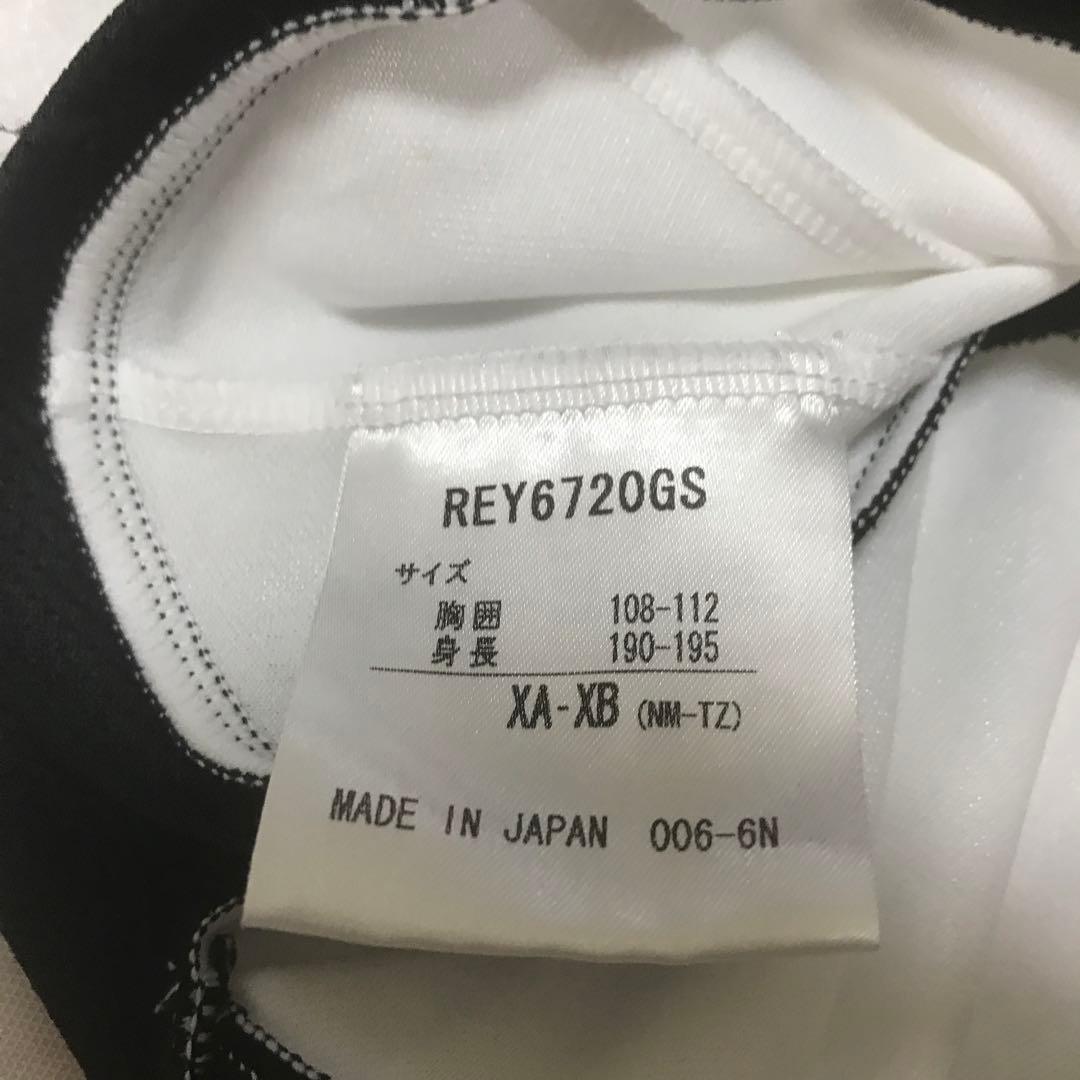 REY6720GS
サイズ
胸囲 108-112
身長 190-195
XA-XB (NM-TZ)
MADE IN JAPAN 006-6N